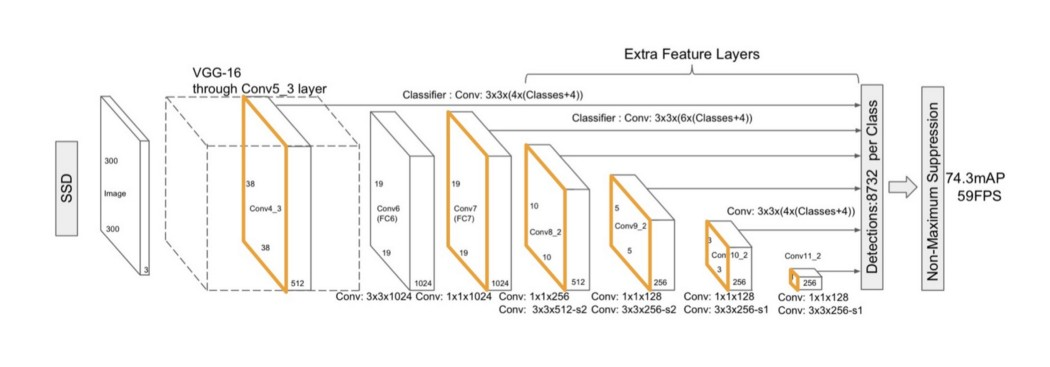 Extra Feature Layers
VGG-16
through Conv5_3 layer
Classifier : Conv: 3x3x(4x(Classes+4))
Classifier : Conv: 3x3x(6x(Classes+4))
SSD
300
Image
300
3
38
Conv4_3
38
512
19
Conv6
(FC6)
19
1024
19
Conv7
(FC7)
19
1024
10
Conv8_2
10
512
5
Conv9_2
5
256
Conv: 3x3x(4x(Classes+4))
3
Conv10_2
3
256
Conv11_2
1
256
Detections:8732 per Class
Non-Maximum Suppression
74.3mAP
59FPS
Conv: 3x3x1024
Conv: 1x1x1024
Conv: 1x1x256
Conv: 3x3x512-s2
Conv: 1x1x128
Conv: 3x3x256-s2
Conv: 1x1x128
Conv: 3x3x256-s1
Conv: 1x1x128
Conv: 3x3x256-s1